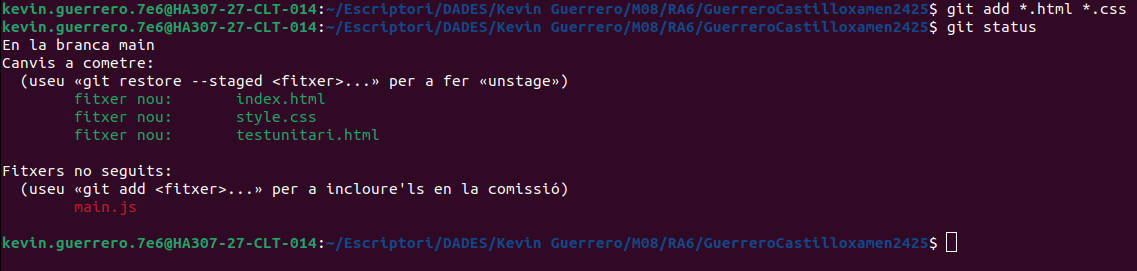 kevin.guerrero.7e6@HA307-27-CLT-014:~/Escriptori/DADES/Kevin Guerrero/M08/RA6/GuerreroCastilloxamen2425$ git add *.html *.css
kevin.guerrero.7e6@HA307-27-CLT-014:~/Escriptori/DADES/Kevin Guerrero/M08/RA6/GuerreroCastilloxamen2425$ git status
En la branca main
Canvis a cometre:
  (useu «git restore --staged <fitxer>...» per a fer «unstage»)
        fitxer nou:       index.html
        fitxer nou:       style.css
        fitxer nou:       testunitari.html

Fitxers no seguits:
  (useu «git add <fitxer>...» per a incloure'ls en la comissió)
        main.js

kevin.guerrero.7e6@HA307-27-CLT-014:~/Escriptori/DADES/Kevin Guerrero/M08/RA6/GuerreroCastilloxamen2425$